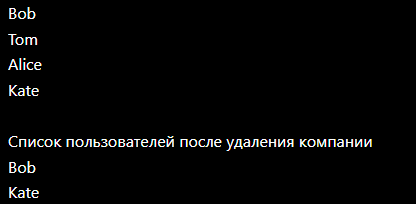 Bob
Tom
Alice
Kate
Список пользователей после удаления компании
Bob
Kate